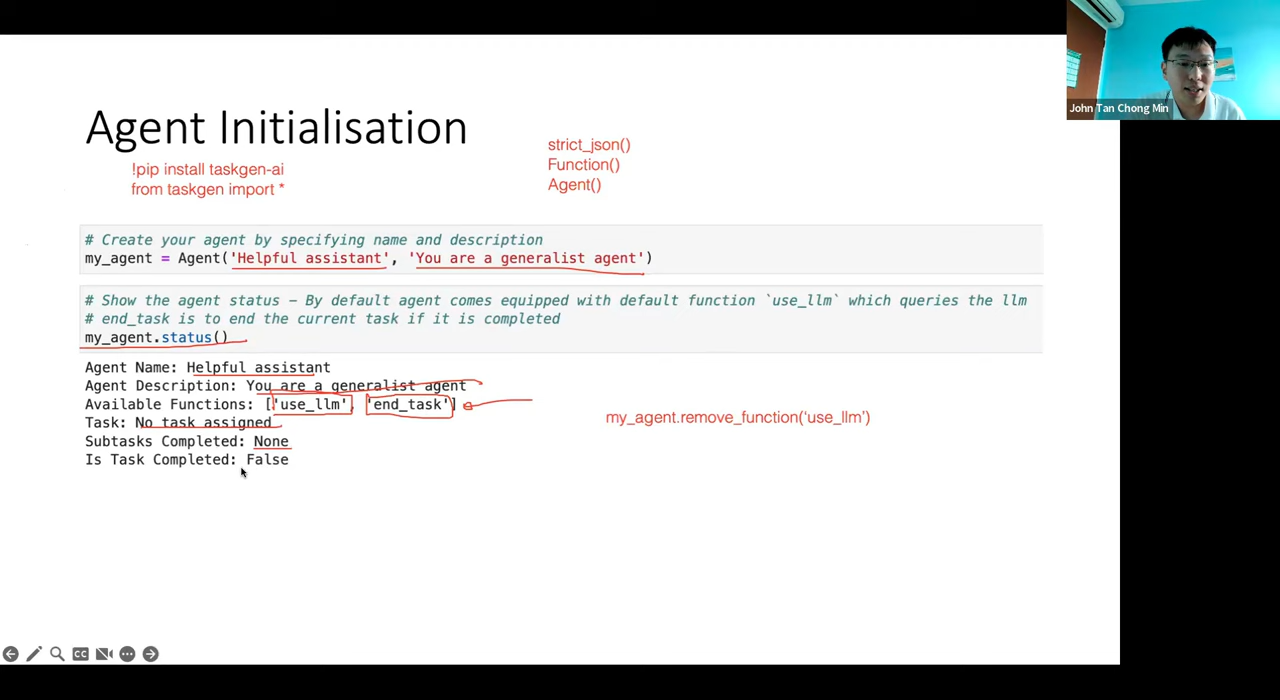 John Tan Chong Min
Agent Initialisation
!pip install taskgen-ai
from taskgen import *
strict_json()
Function()
Agent()
# Create your agent by specifying name and description
my_agent = Agent('Helpful assistant', 'You are a generalist agent')
# Show the agent status – By default agent comes equipped with default function `use_llm` which queries the llm
# end_task is to end the current task if it is completed
my_agent.status()
Agent Name: Helpful assistant
Agent Description: You are a generalist agent
Available Functions: ['use_llm', 'end_task']
Task: No task assigned
Subtasks Completed: None
Is Task Completed: False
my_agent.remove_function(‘use_llm’)
CC